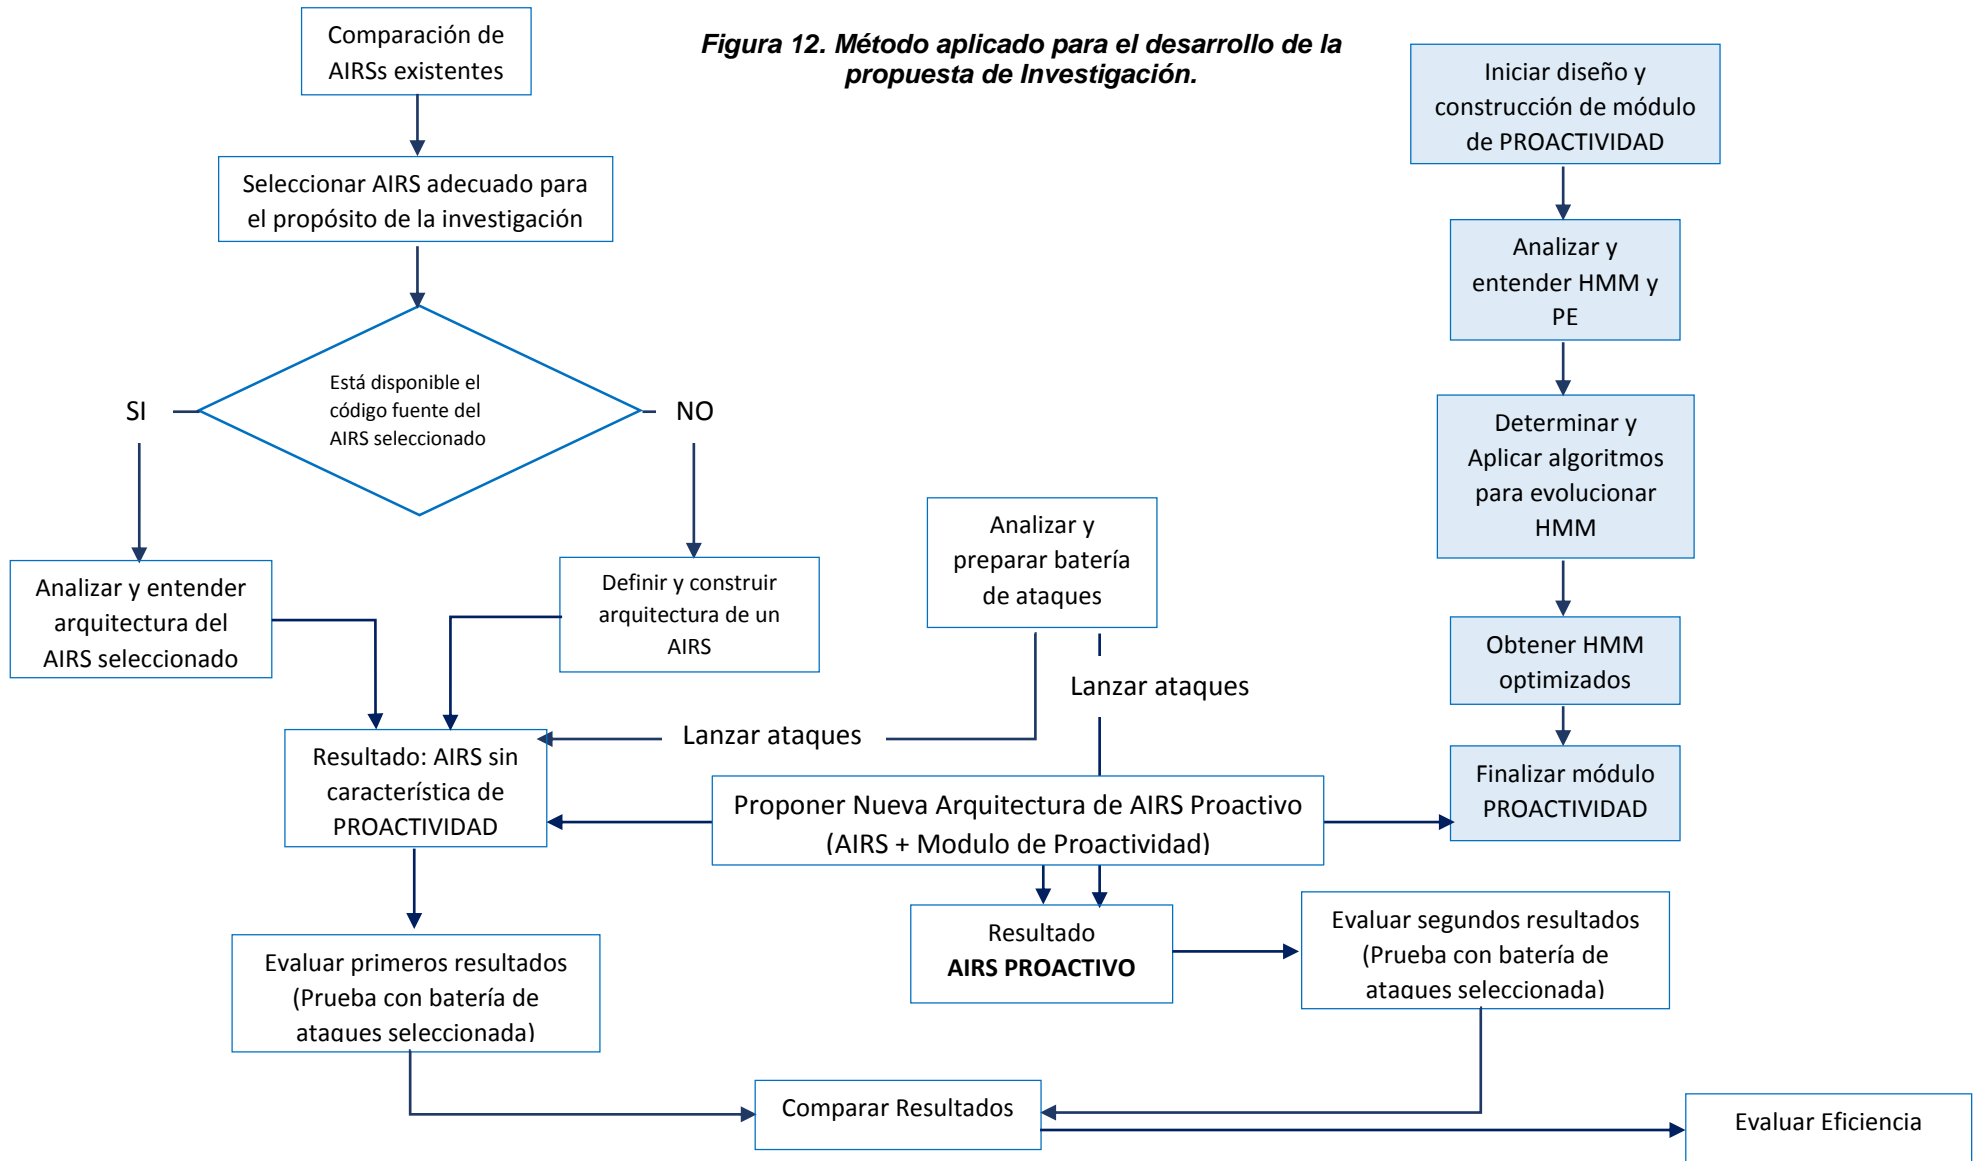 Comparación de
AIRSs existentes
Figura 12. Método aplicado para el desarrollo de la
propuesta de Investigación.
Iniciar diseño y
construcción de módulo
de PROACTIVIDAD
Seleccionar AIRS adecuado para
el propósito de la investigación
Analizar y
entender HMM y
PE
Está disponible el
código fuente del
AIRS seleccionado
SI
NO
Determinar y
Aplicar algoritmos
para evolucionar
HMM
Analizar y
preparar batería
de ataques
Analizar y entender
arquitectura del
AIRS seleccionado
Definir y construir
arquitectura de un
AIRS
Obtener HMM
optimizados
Lanzar ataques
Lanzar ataques
Resultado: AIRS sin
característica de
PROACTIVIDAD
Proponer Nueva Arquitectura de AIRS Proactivo
(AIRS + Modulo de Proactividad)
Finalizar módulo
PROACTIVIDAD
Evaluar primeros resultados
(Prueba con batería de
ataques seleccionada)
Resultado
AIRS PROACTIVO
Evaluar segundos resultados
(Prueba con batería de
ataques seleccionada)
Comparar Resultados
Evaluar Eficiencia